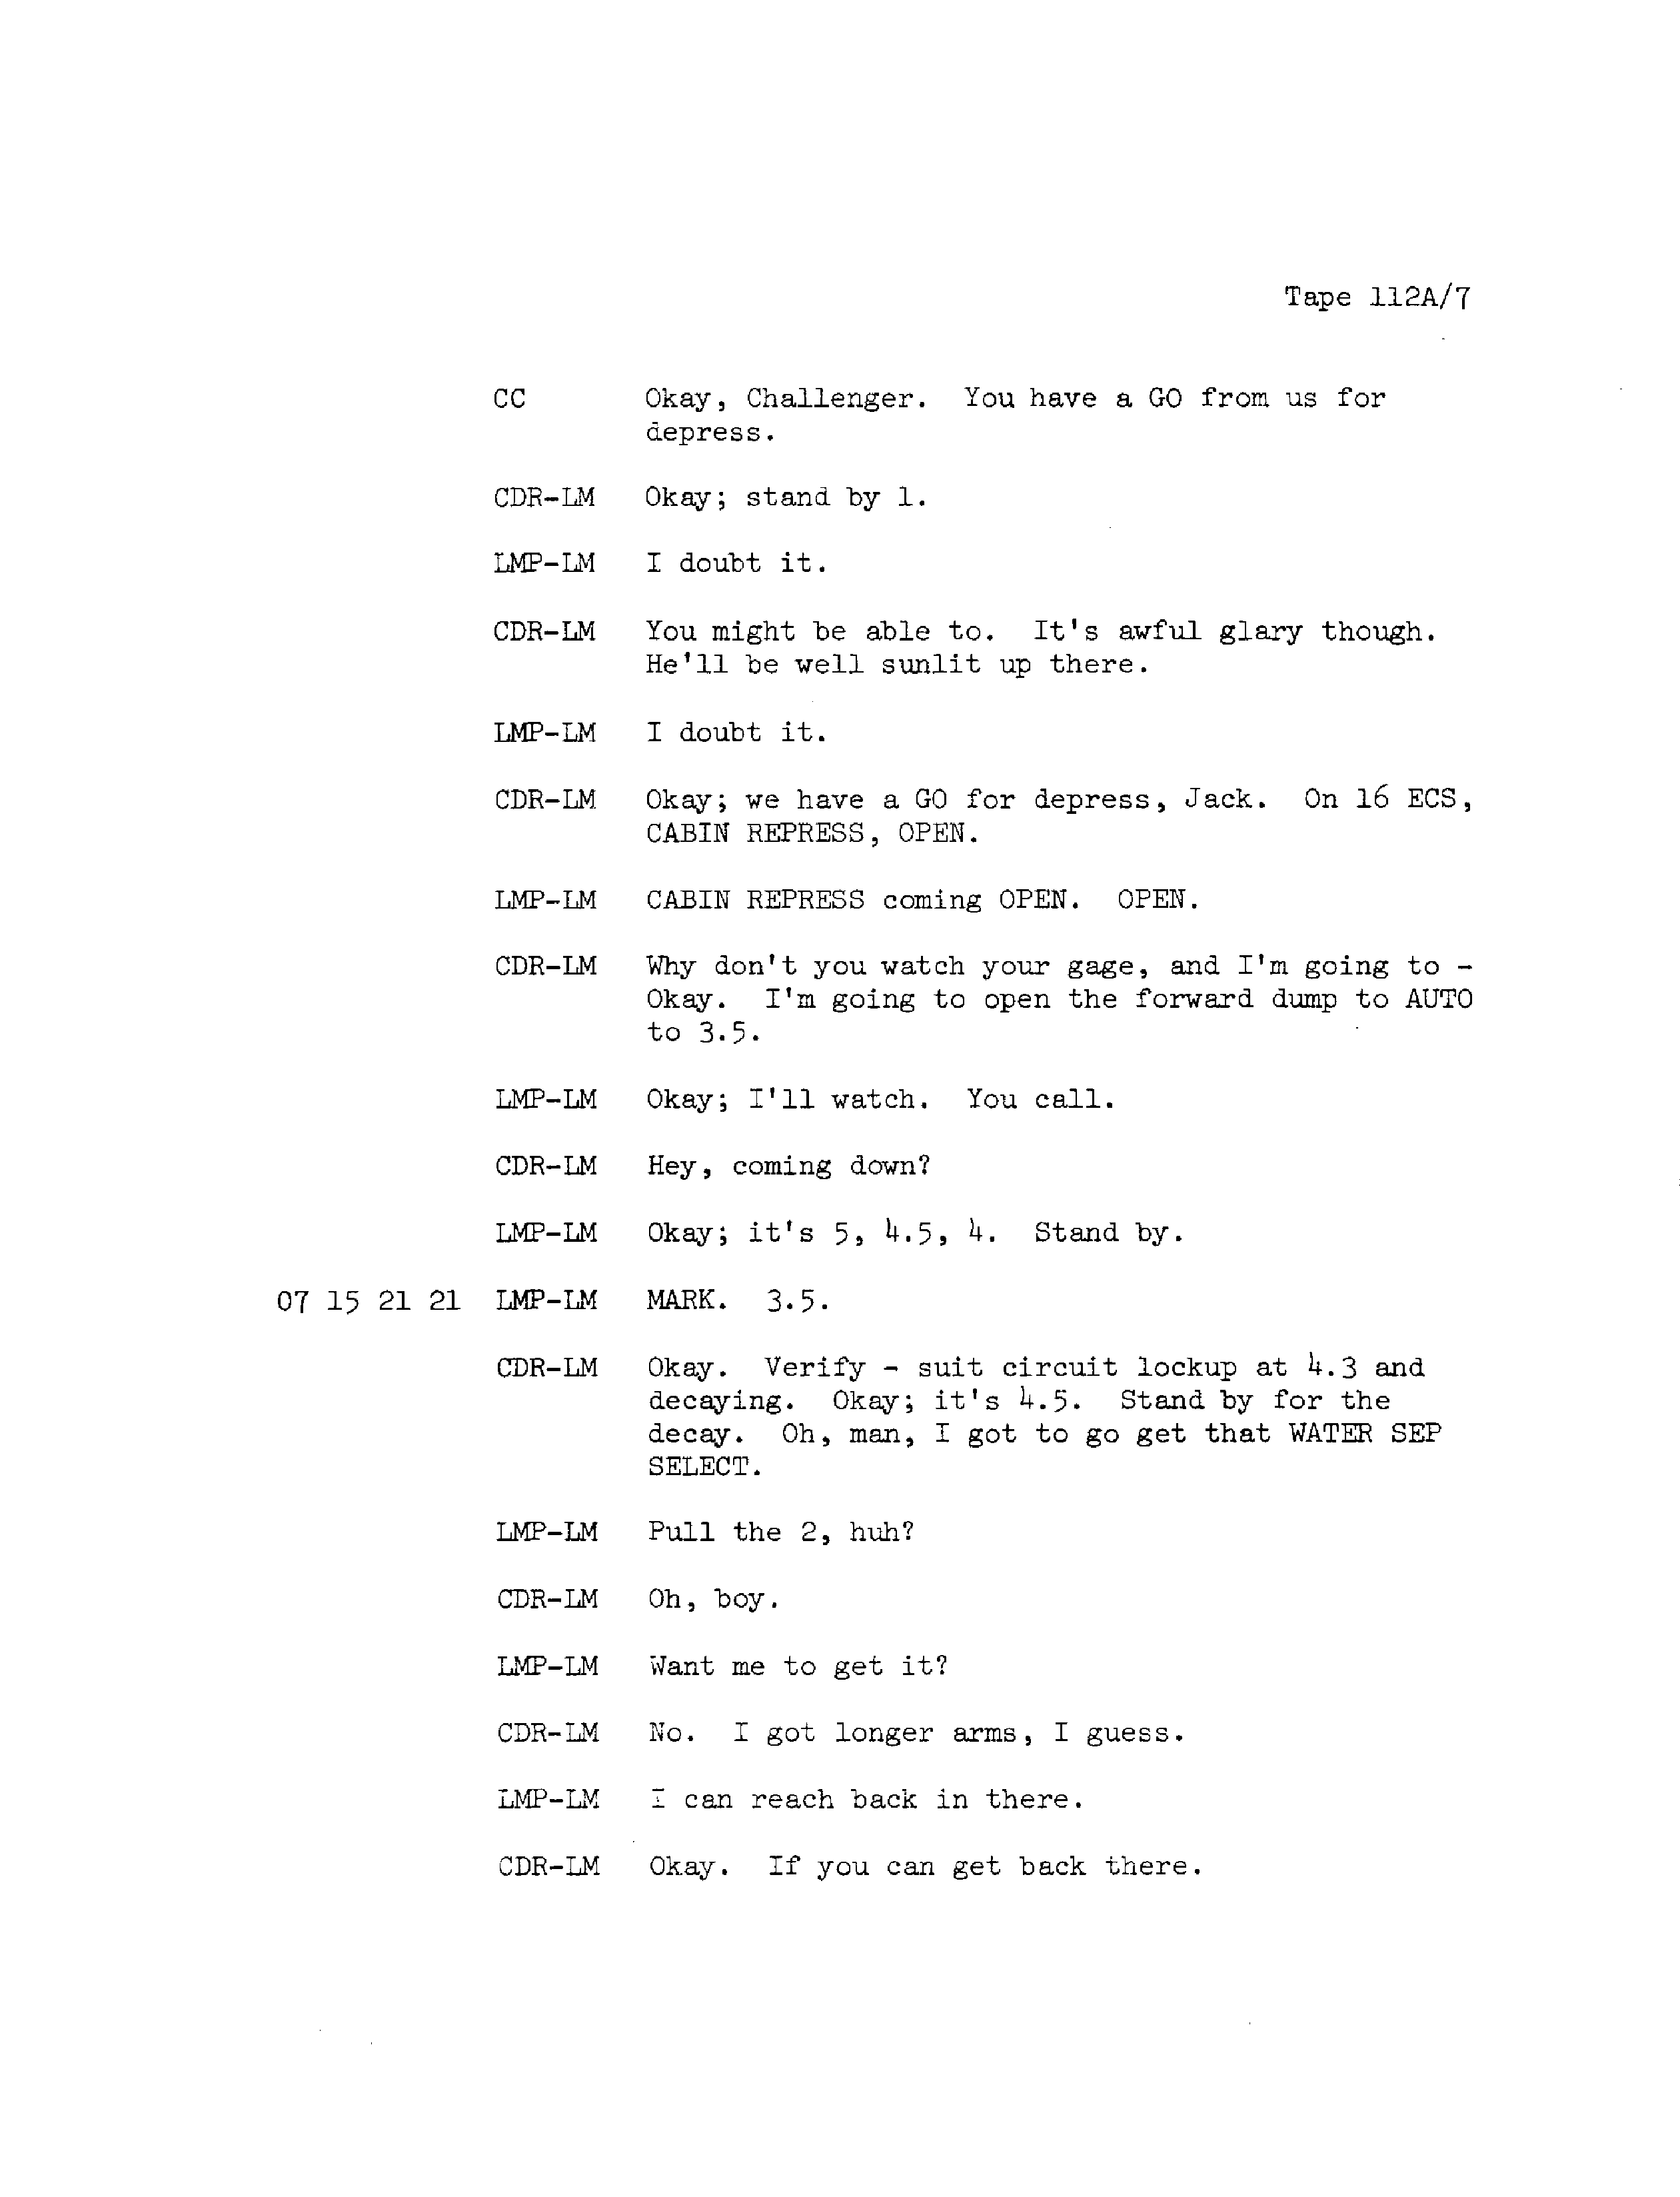 Tape 112A/7
CC Okay, Challenger. You have a GO from us for
depress.
CDR-LM Okay; stand by 1.
LMP-LM I doubt it.
CDR-LM You might be able to. It's awful glary though.
He'll be well sunlit up there.
LMP-LM I doubt it.
CDR-LM Okay; we have a GO for depress, Jack. On 16 ECS,
CABIN REPRESS, OPEN.
LMP-LM CABIN REPRESS coming OPEN. OPEN.
CDR-LM Why don't you watch your gage, and I'm going to -
Okay. I'm going to open the forward dump to AUTO
to 3.5.
LMP-LM Okay; I'll watch. You call.
CDR-LM Hey, coming down?
LMP-LM Okay; it's 5, 4.5, 4. Stand by.
07 15 21 21 LMP-LM MARK. 3.5.
CDR-LM Okay. Verify - suit circuit lockup at 4.3 and
decaying. Okay; it's 4.5. Stand by for the
decay. Oh, man, I got to go get that WATER SEP
SELECT.
LMP-LM Pull the 2, huh?
CDR-LM Oh, boy.
LMP-LM Want me to get it?
CDR-LM No. I got longer arms, I guess.
LMP-LM I can reach back in there.
CDR-LM Okay. If you can get back there.